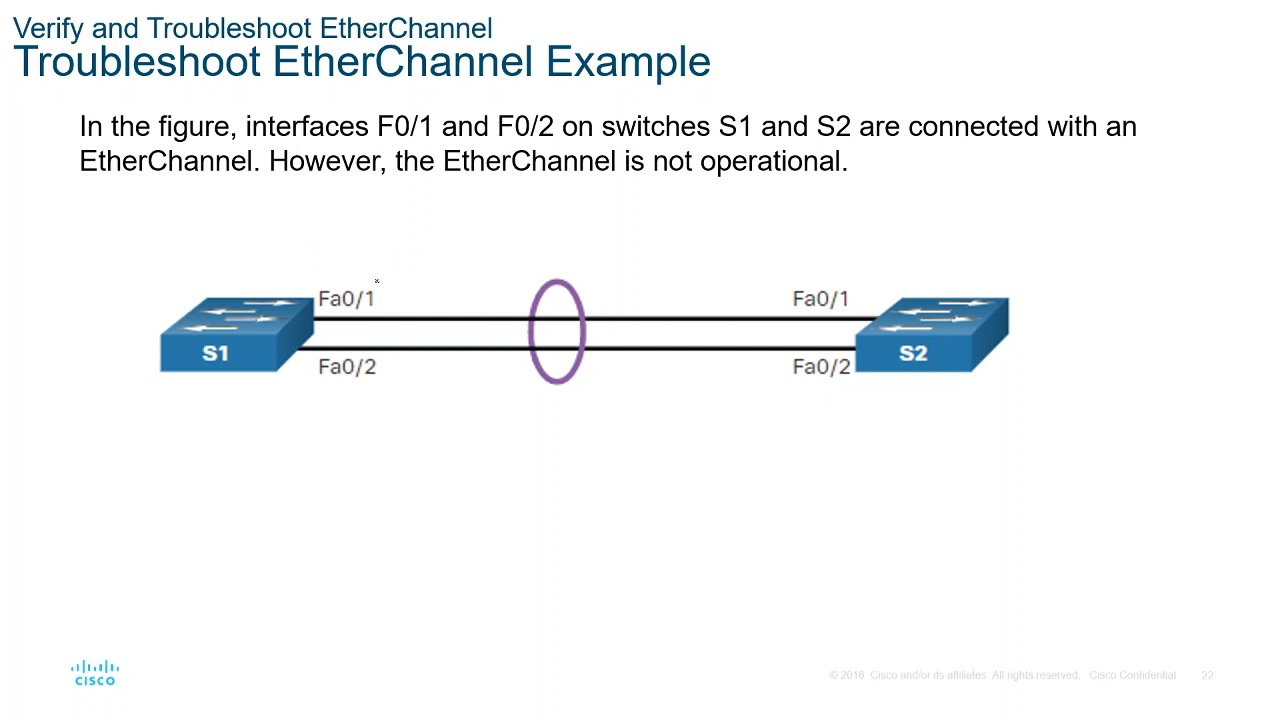 Verify and Troubleshoot EtherChannel
Troubleshoot EtherChannel Example
In the figure, interfaces F0/1 and F0/2 on switches S1 and S2 are connected with an
EtherChannel. However, the EtherChannel is not operational.
Fa0/1
Fa0/1
S1
S2
Fa0/2
Fa0/2
CISCO
© 2016 Cisco and/or its affiliates. All rights reserved. Cisco Confidential
22